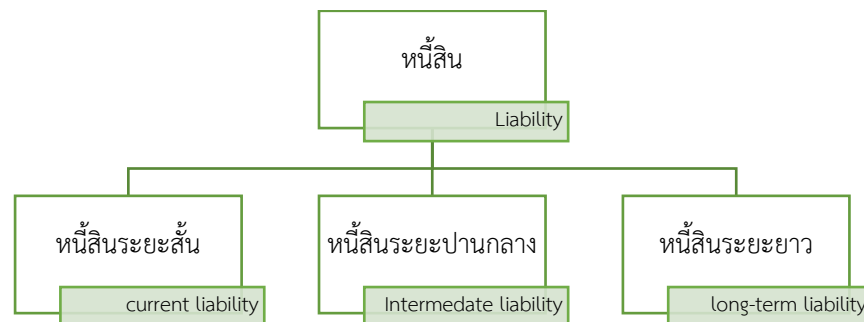 หนี้สิน
Liability
หนี้สินระยะสั้น
current liability
หนี้สินระยะปานกลาง
Intermedate liability
หนี้สินระยะยาว
long-term liability